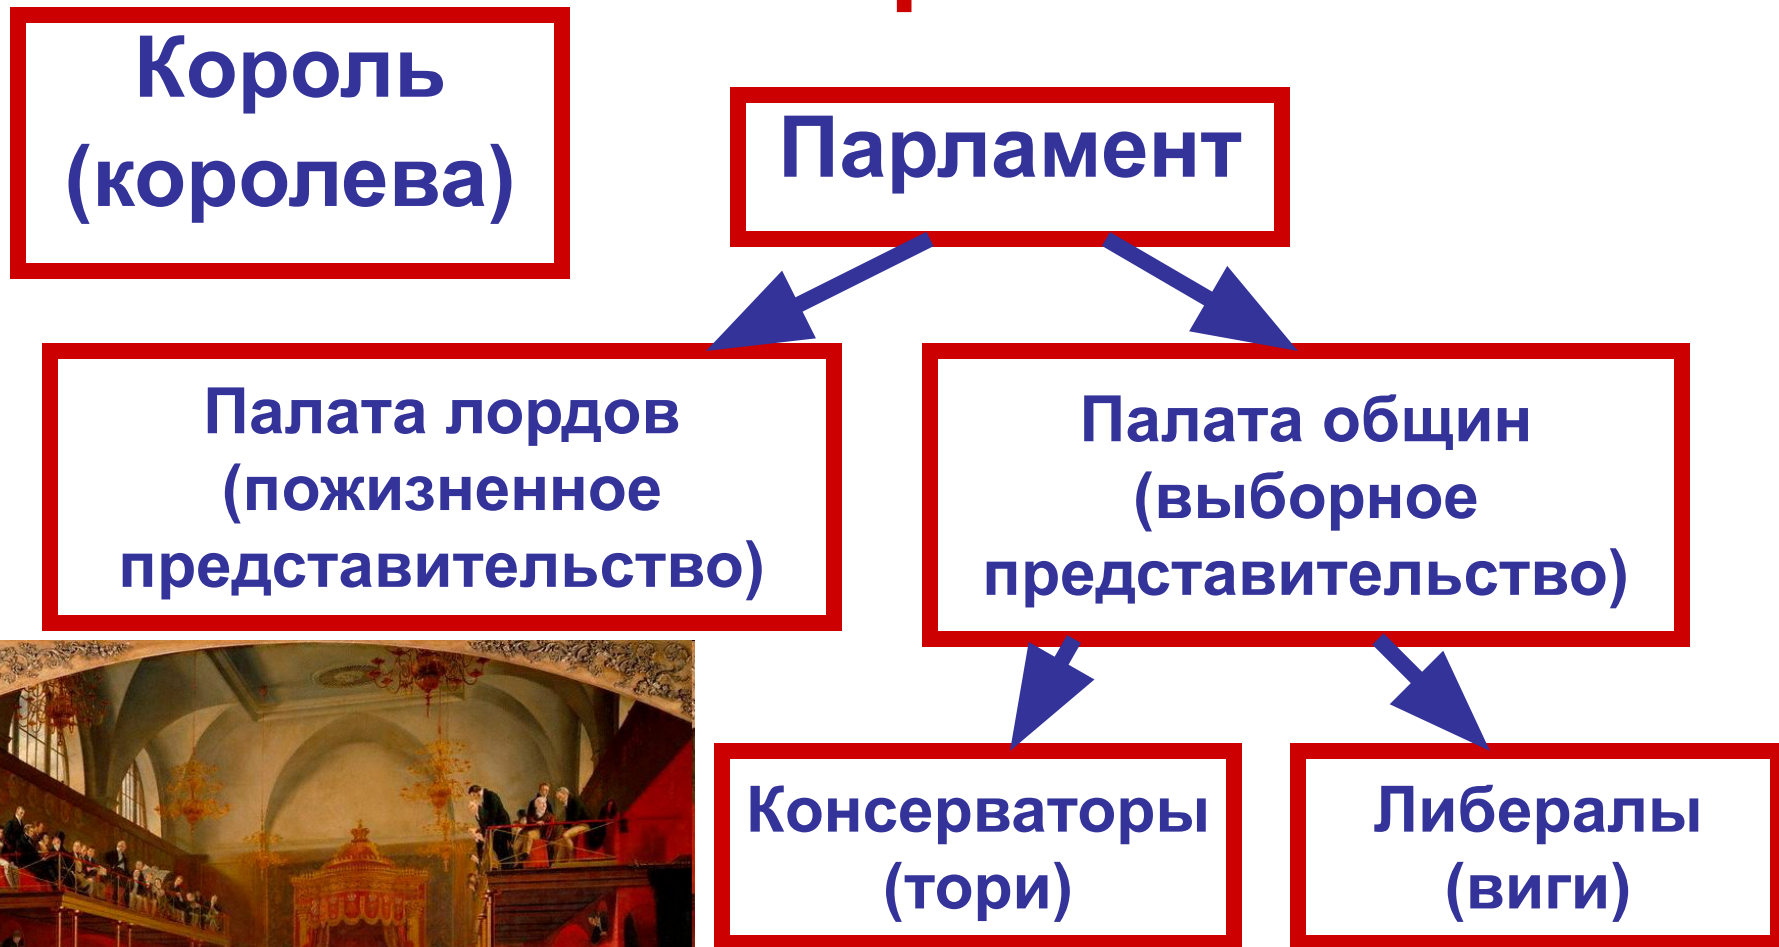 Король
(королева)
Парламент
Палата лордов
(пожизненное
представительство)
Палата общин
(выборное
представительство)
Консерваторы
(тори)
Либералы
(виги)